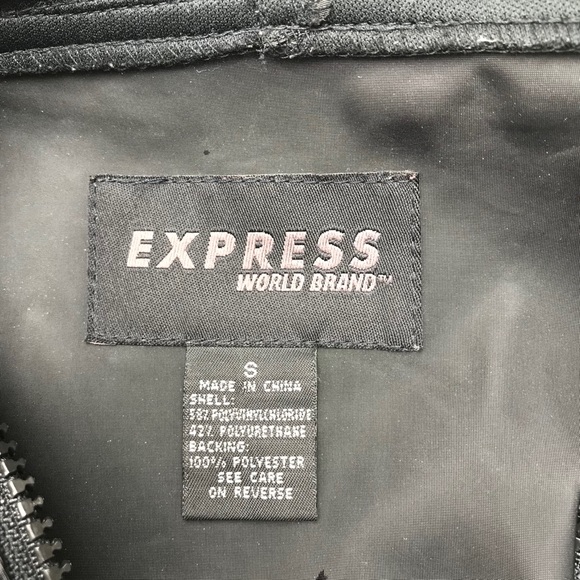 EXPRESS
WORLD BRAND™
S
MADE IN CHINA
SHELL:
58% POLYVINYLCHLORIDE
42% POLYURETHANE
BACKING:
100% POLYESTER
SEE CARE
ON REVERSE